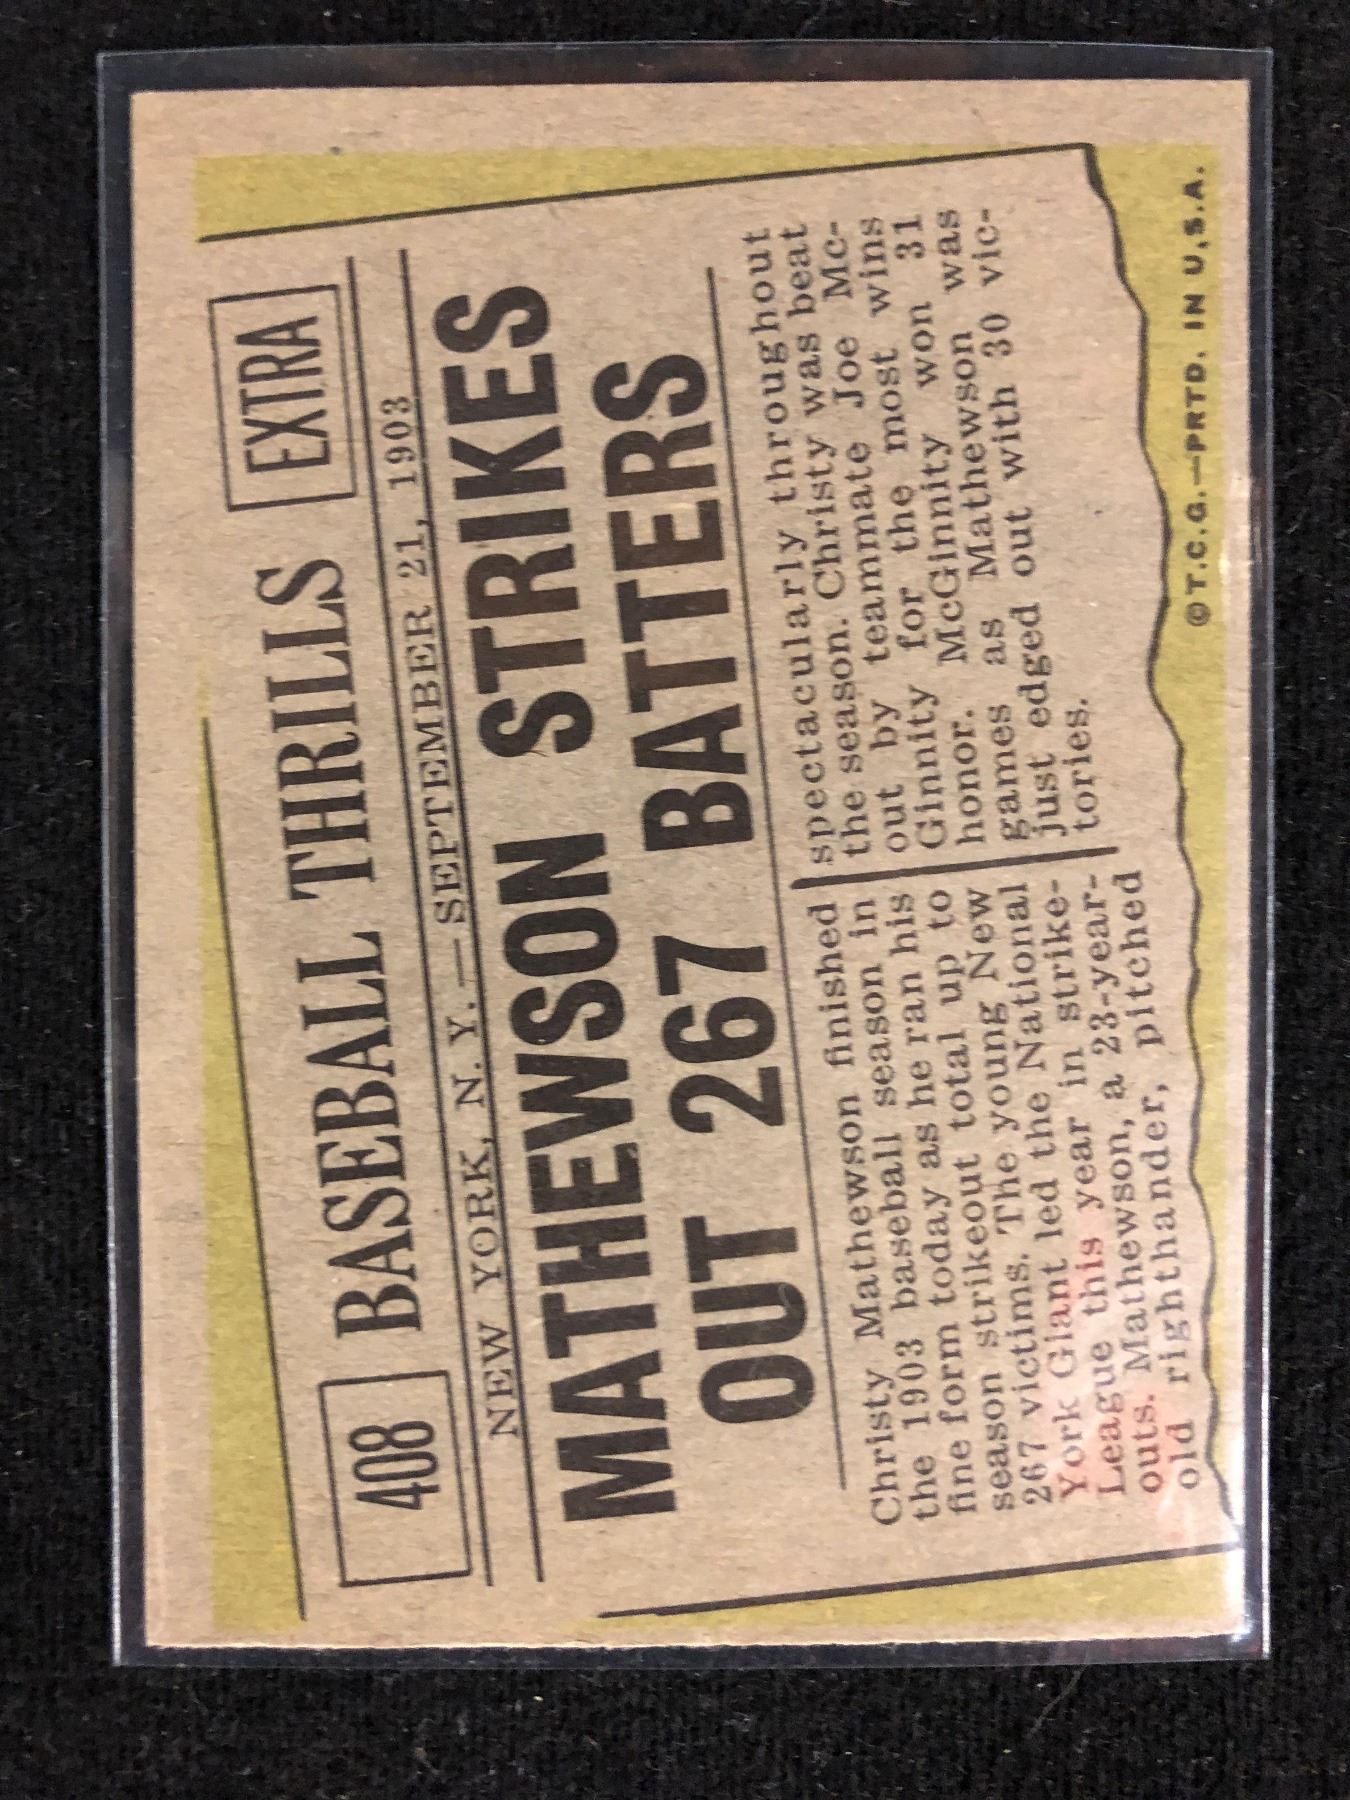 408
BASEBALL THRILLS
EXTRA
NEW YORK, N.Y.—SEPTEMBER 21, 1903
MATHEWSON STRIKES
OUT 267 BATTERS
Christy Mathewson finished
the 1903 baseball season in
fine form today as he ran his
season strikeout total up to
267 victims. The young New
York Giant led the National
League this year in strike-
outs. Mathewson, a 23-year-
old righthander, pitched
spectacularly throughout
the season. Christy was beat
out by teammate Joe Mc-
Ginnity for the most wins
honor. McGinnity won 31
games as Mathewson was
just edged out with 30 vic-
tories.
©T.C.G.—PRTD. IN U.S.A.